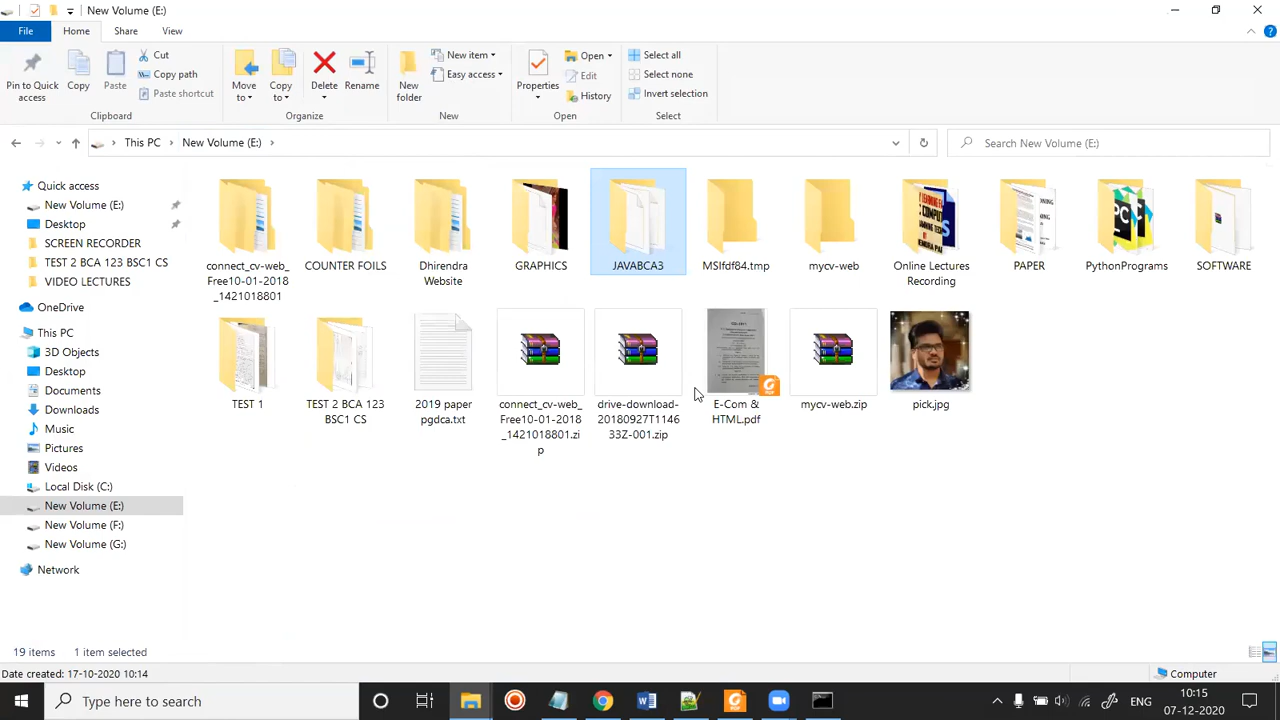 New Volume (E:)
File
Home
Share
View
Pin to Quick
access
Copy
Paste
Cut
Copy path
Paste shortcut
Clipboard
Move
to
Copy
to
Delete
Rename
Organize
New
folder
New item
Easy access
New
Properties
Open
Edit
History
Open
Select all
Select none
Invert selection
Select
This PC
New Volume (E:)
Search New Volume (E:)
Quick access
New Volume (E:)
Desktop
SCREEN RECORDER
TEST 2 BCA 123 BSC1 CS
VIDEO LECTURES
OneDrive
This PC
3D Objects
Desktop
Documents
Downloads
Music
Pictures
Videos
Local Disk (C:)
New Volume (E:)
New Volume (F:)
New Volume (G:)
Network
connect_cv-web_
Free10-01-2018
_1421018801
COUNTER FOILS
Dhirendra
Website
GRAPHICS
JAVABCA3
MSIfdf84.tmp
mycv-web
Online Lectures
Recording
PAPER
PythonPrograms
SOFTWARE
TEST 1
TEST 2 BCA 123
BSC1 CS
2019 paper
pgdca.txt
connect_cv-web_
Free10-01-2018
_1421018801.zi
p
drive-download-
20180927T1146
33Z-001.zip
E-Com &
HTML.pdf
mycv-web.zip
pick.jpg
19 items
1 item selected
Date created: 17-10-2020 10:14
Computer
Type here to search
ENG
10:15
07-12-2020